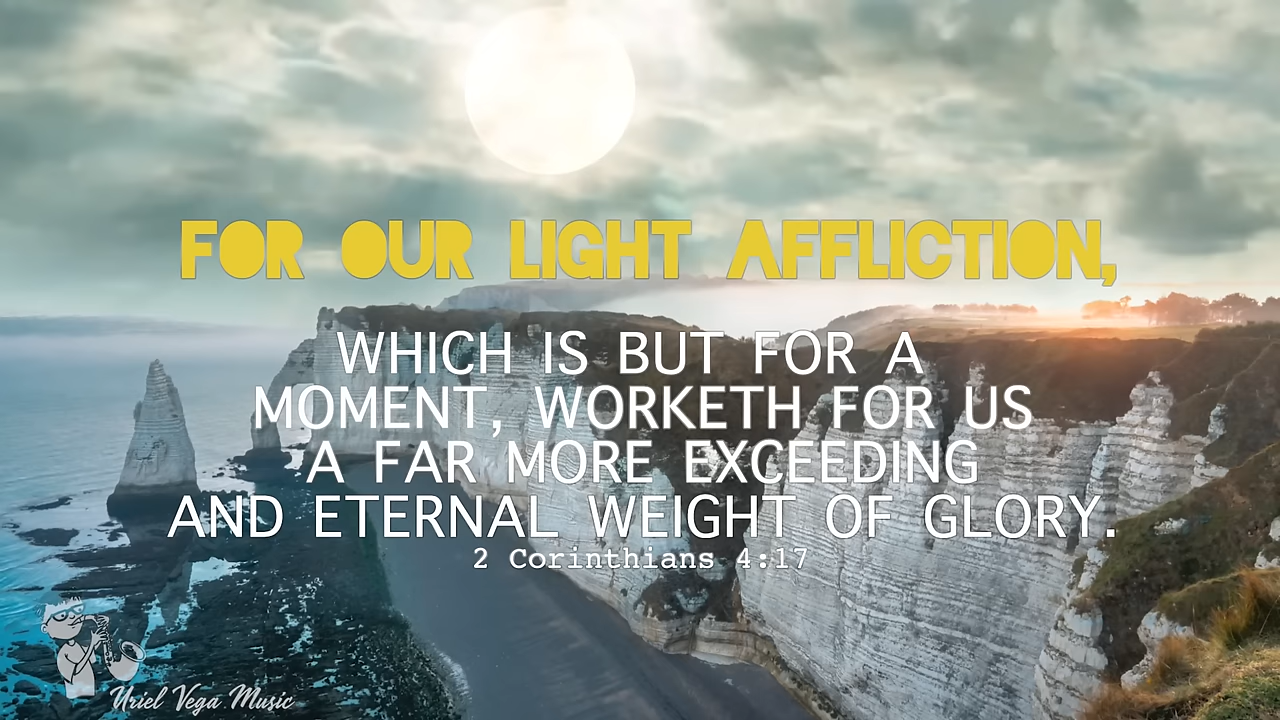 FOR OUR LIGHT AFFLICTION,
WHICH IS BUT FOR A
MOMENT, WORKETH FOR US
A FAR MORE EXCEEDING
AND ETERNAL WEIGHT OF GLORY.
2 Corinthians 4:17
Uriel Vega Music